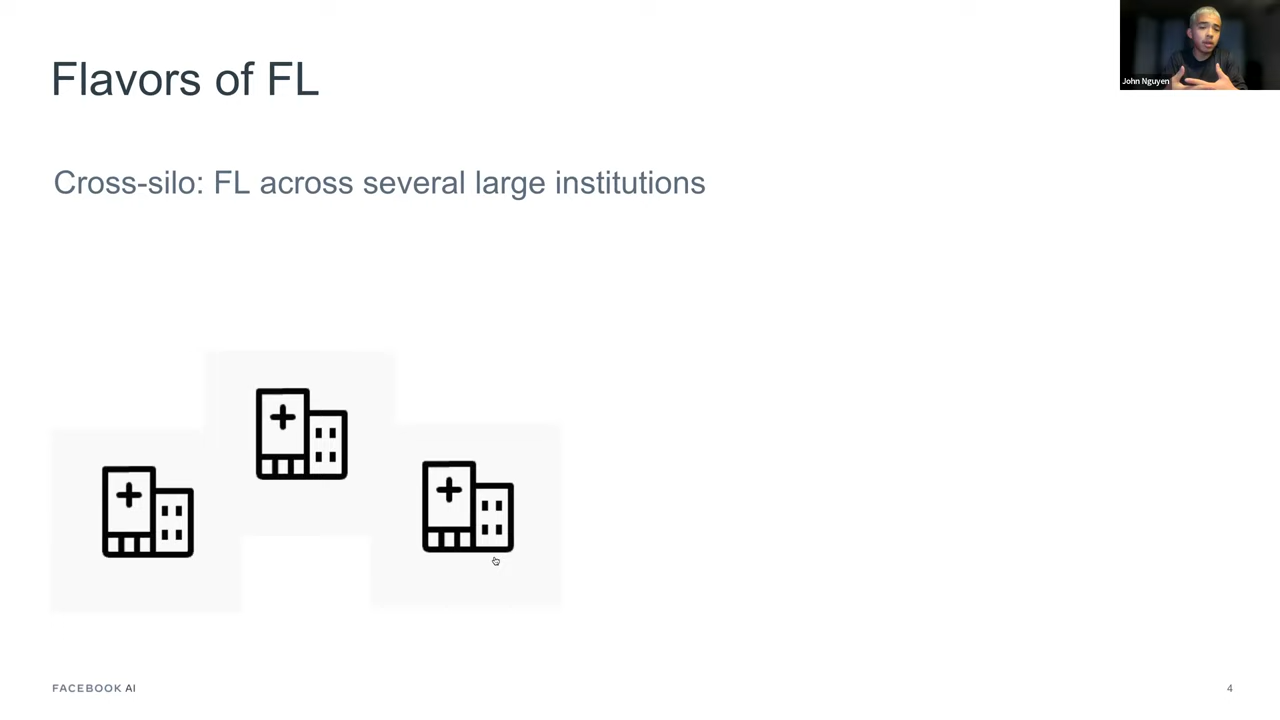 Flavors of FL
John Nguyen
Cross-silo: FL across several large institutions
FACEBOOK AI
4